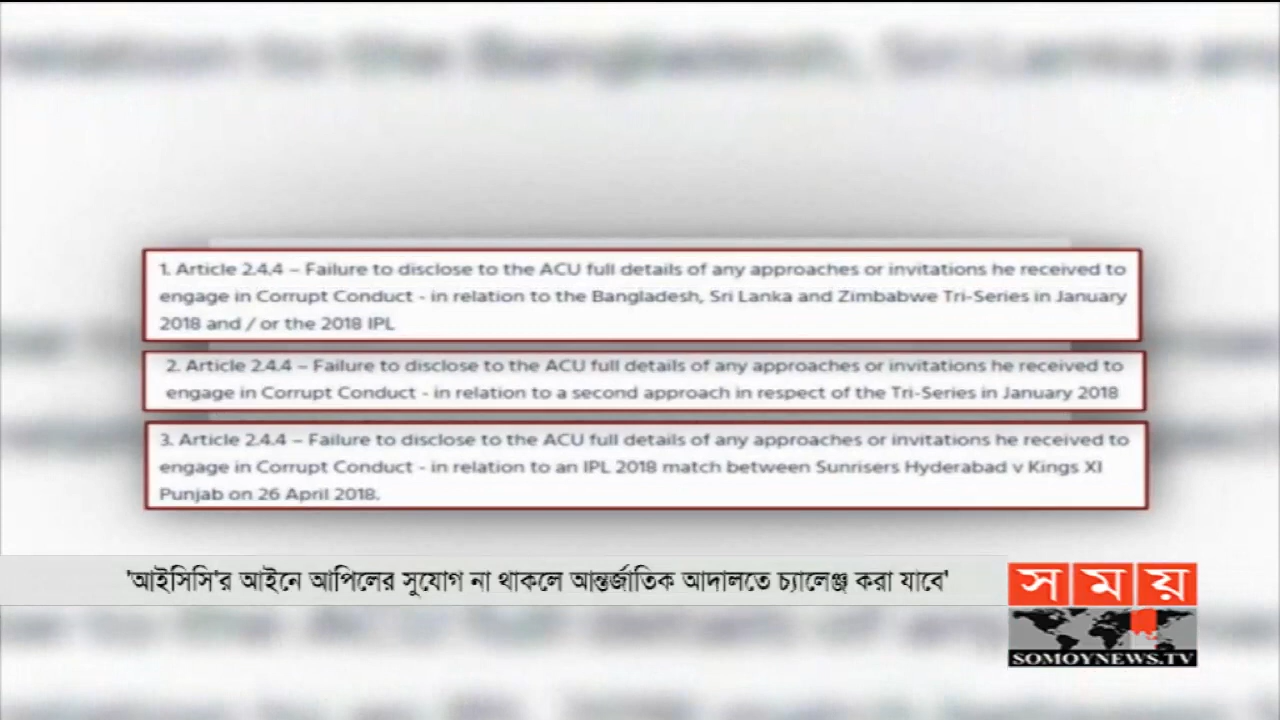 1. Article 2.4.4 – Failure to disclose to the ACU full details of any approaches or invitations he received to
engage in Corrupt Conduct - in relation to the Bangladesh, Sri Lanka and Zimbabwe Tri-Series in January
2018 and / or the 2018 IPL
2. Article 2.4.4 – Failure to disclose to the ACU full details of any approaches or invitations he received to
engage in Corrupt Conduct - in relation to a second approach in respect of the Tri-Series in January 2018
3. Article 2.4.4 – Failure to disclose to the ACU full details of any approaches or invitations he received to
engage in Corrupt Conduct - in relation to an IPL 2018 match between Sunrisers Hyderabad v Kings XI
Punjab on 26 April 2018.
'আইসিসি'র আইনে আপিলের সুযোগ না থাকলে আন্তর্জাতিক আদালতে চ্যালেঞ্জ করা যাবে'
সময়
SOMOYNEWS.TV